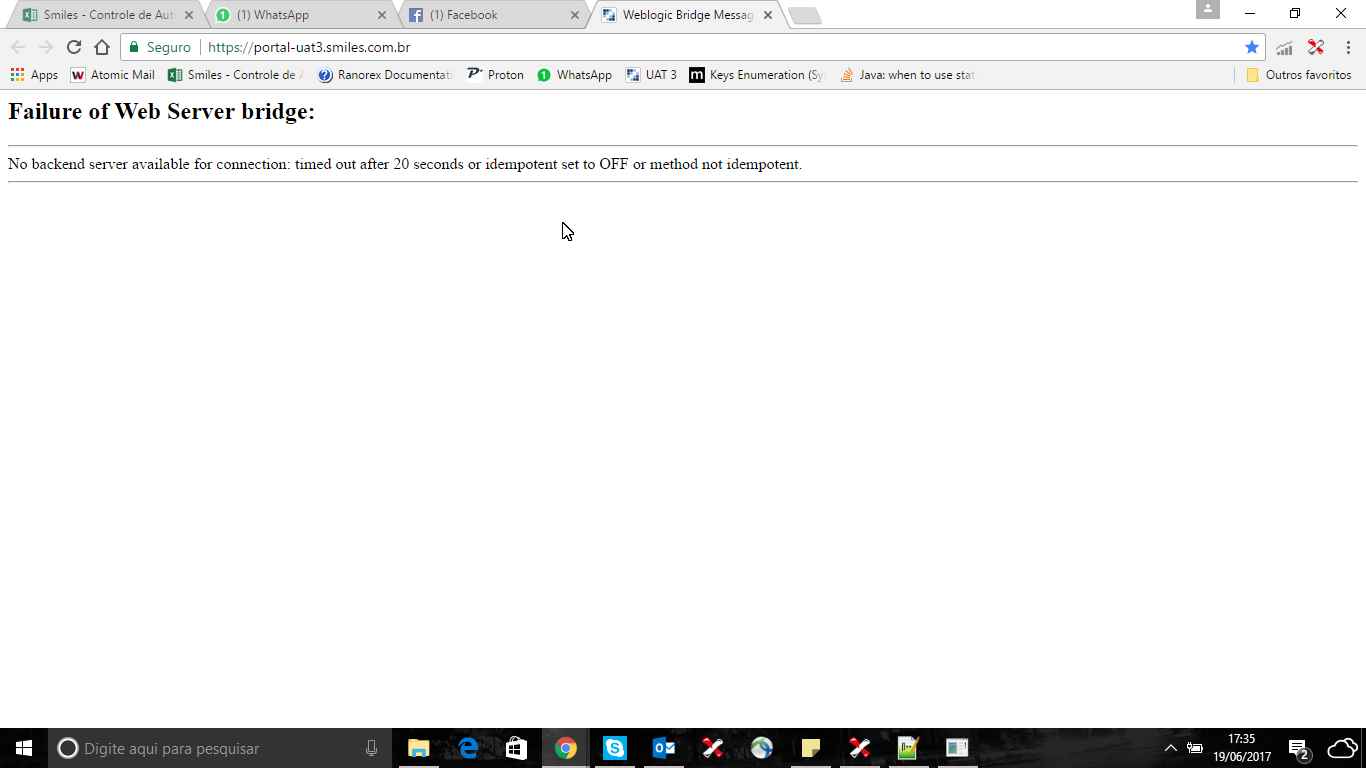 Smiles - Controle de Aut
(1) WhatsApp
(1) Facebook
Weblogic Bridge Messag
Seguro
https://portal-uat3.smiles.com.br
Apps
Atomic Mail
Smiles - Controle de A
Ranorex Documentati
Proton
WhatsApp
UAT 3
Keys Enumeration (Sy
Java: when to use stat
Outros favoritos
Failure of Web Server bridge:
No backend server available for connection: timed out after 20 seconds or idempotent set to OFF or method not idempotent.
Digite aqui para pesquisar
17:35
19/06/2017
2